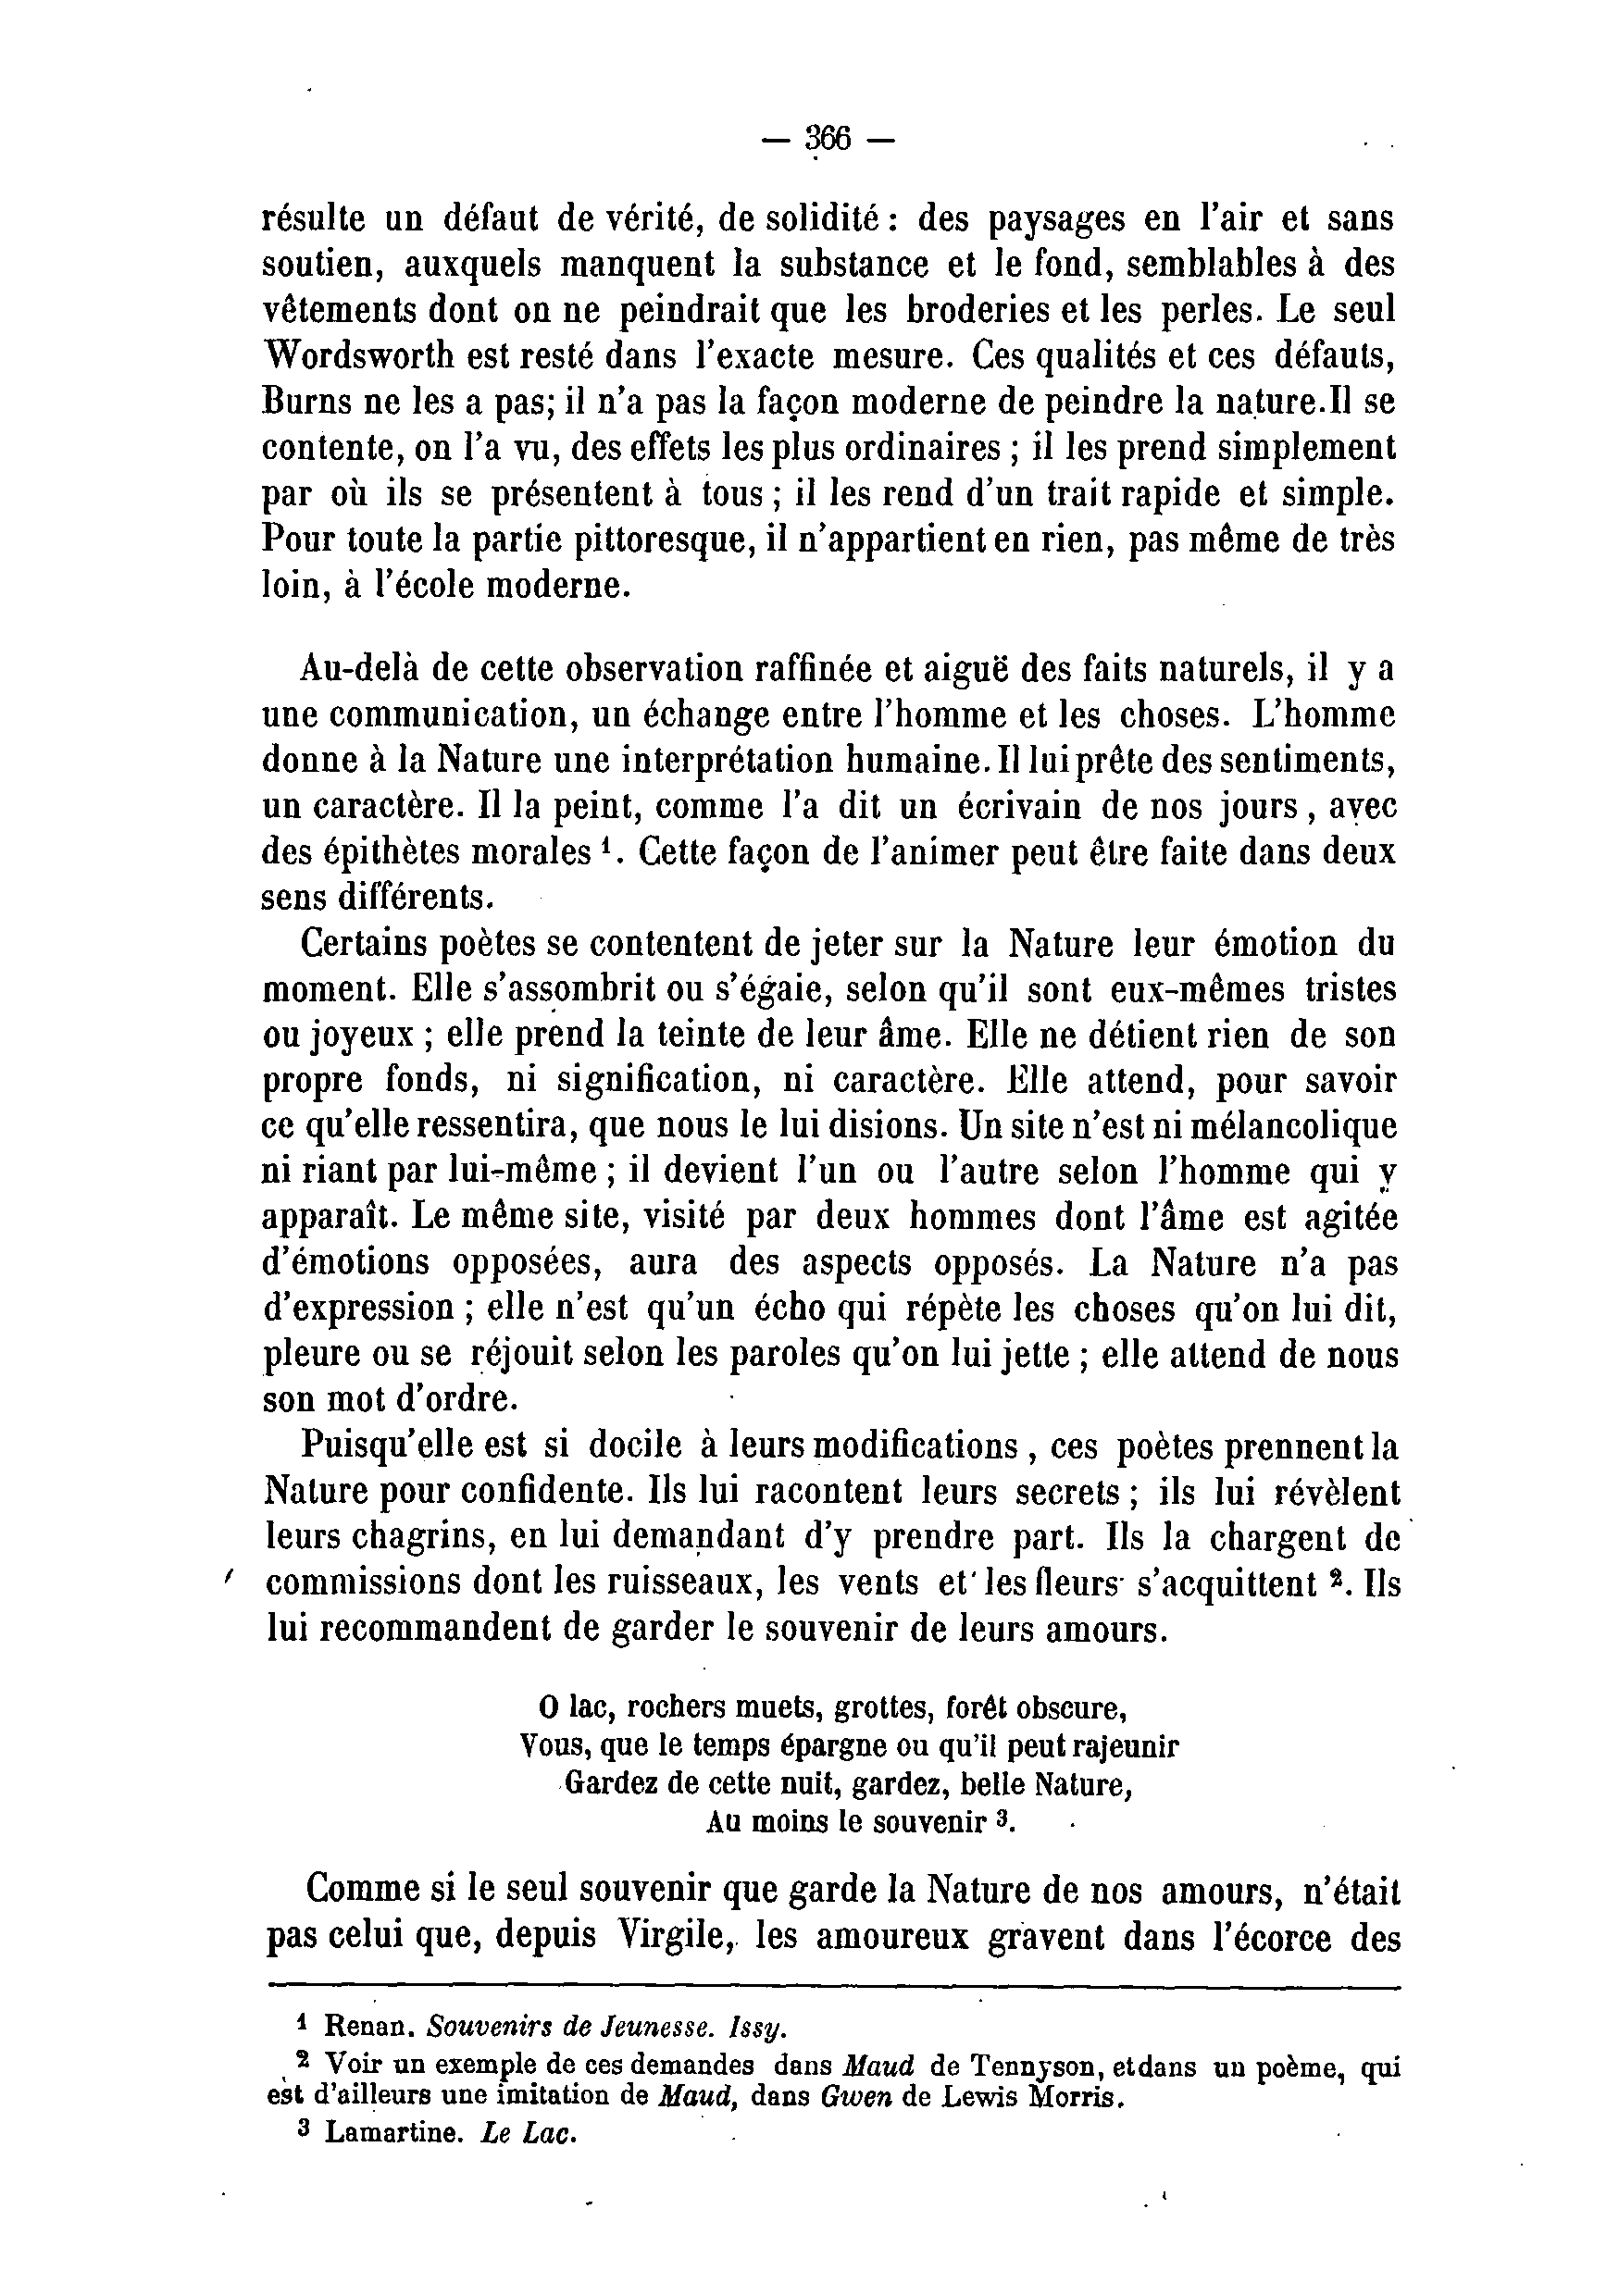 — 366 —
résulte un défaut de vérité, de solidité : des paysages en l'air et sans
soutien, auxquels manquent la substance et le fond, semblables à des
vêtements dont on ne peindrait que les broderies et les perles. Le seul
Wordsworth est resté dans l'exacte mesure. Ces qualités et ces défauts,
Burns ne les a pas; il n'a pas la façon moderne de peindre la nature.Il se
contente, on l'a vu, des effets les plus ordinaires ; il les prend simplement
par où ils se présentent à tous ; il les rend d'un trait rapide et simple.
Pour toute la partie pittoresque, il n'appartient en rien, pas même de très
loin, à l'école moderne.
Au-delà de cette observation raffinée et aiguë des faits naturels, il y a
une communication, un échange entre l'homme et les choses. L'homme
donne à la Nature une interprétation humaine. Il lui prête des sentiments,
un caractère. Il la peint, comme l'a dit un écrivain de nos jours , avec
des épithètes morales ¹. Cette façon de l'animer peut être faite dans deux
sens différents.
Certains poètes se contentent de jeter sur la Nature leur émotion du
moment. Elle s'assombrit ou s'égaie, selon qu'il sont eux-mêmes tristes
ou joyeux ; elle prend la teinte de leur âme. Elle ne détient rien de son
propre fonds, ni signification, ni caractère. Elle attend, pour savoir
ce qu'elle ressentira, que nous le lui disions. Un site n'est ni mélancolique
ni riant par lui-même ; il devient l'un ou l'autre selon l'homme qui y
apparaît. Le même site, visité par deux hommes dont l'âme est agitée
d'émotions opposées, aura des aspects opposés. La Nature n'a pas
d'expression ; elle n'est qu'un écho qui répète les choses qu'on lui dit,
pleure ou se réjouit selon les paroles qu'on lui jette ; elle attend de nous
son mot d'ordre.
Puisqu'elle est si docile à leurs modifications , ces poètes prennent la
Nature pour confidente. Ils lui racontent leurs secrets ; ils lui révèlent
leurs chagrins, en lui demandant d'y prendre part. Ils la chargent de
commissions dont les ruisseaux, les vents et les fleurs s'acquittent ². Ils
lui recommandent de garder le souvenir de leurs amours.
O lac, rochers muets, grottes, forêt obscure,
Vous, que le temps épargne ou qu'il peut rajeunir
Gardez de cette nuit, gardez, belle Nature,
Au moins le souvenir ³.
Comme si le seul souvenir que garde la Nature de nos amours, n'était
pas celui que, depuis Virgile, les amoureux gravent dans l'écorce des
¹ Renan. Souvenirs de Jeunesse. Issy.
² Voir un exemple de ces demandes dans Maud de Tennyson, et dans un poème, qui
est d'ailleurs une imitation de Maud, dans Gwen de Lewis Morris.
³ Lamartine. Le Lac.